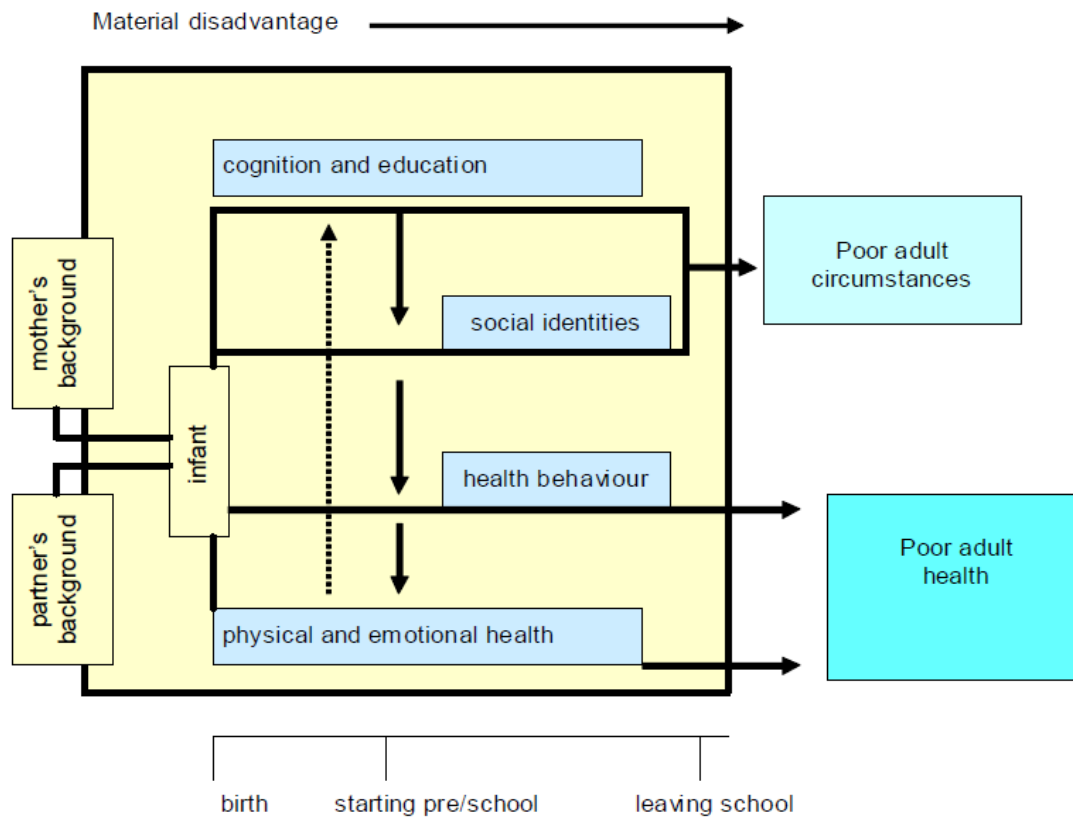 Material disadvantage
cognition and education
mother's
background
Poor adult
circumstances
social identities
infant
health behaviour
partner's
background
Poor adult
health
physical and emotional health
birth
starting pre/school
leaving school